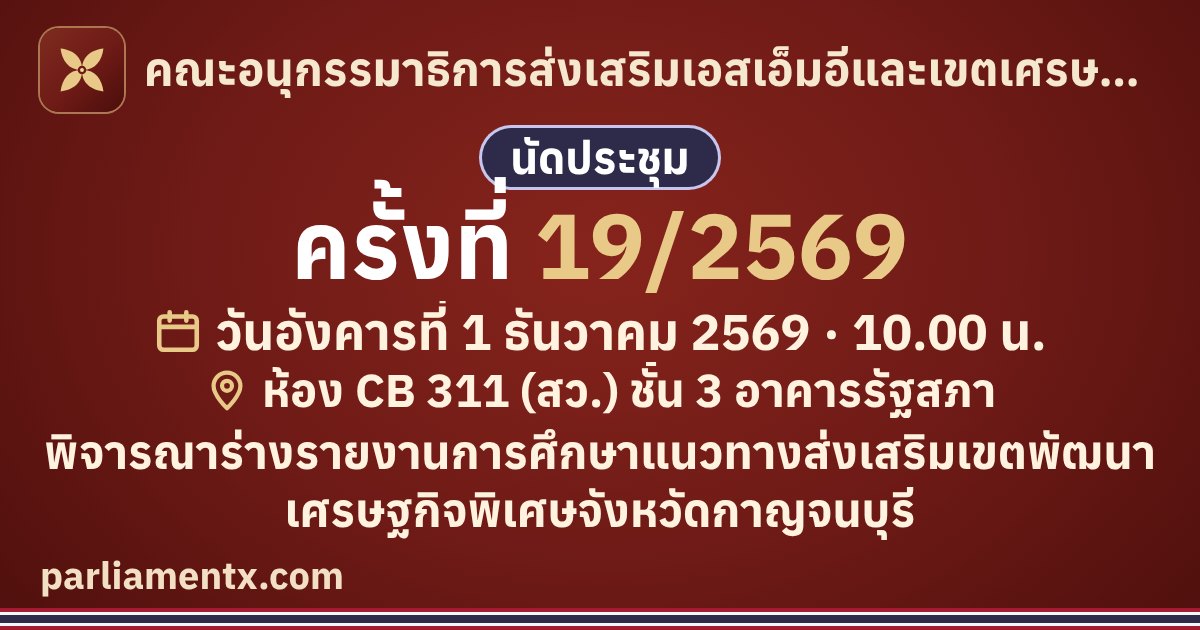 คณะอนุกรรมาธิการส่งเสริมเอสเอ็มอีและเขตเศรษ...
นัดประชุม
ครั้งที่ 19/2569
วันอังคารที่ 1 ธันวาคม 2569 · 10.00 น.
ห้อง CB 311 (สว.) ชั้น 3 อาคารรัฐสภา
พิจารณาร่างรายงานการศึกษาแนวทางส่งเสริมเขตพัฒนา
เศรษฐกิจพิเศษจังหวัดกาญจนบุรี
parliamentx.com